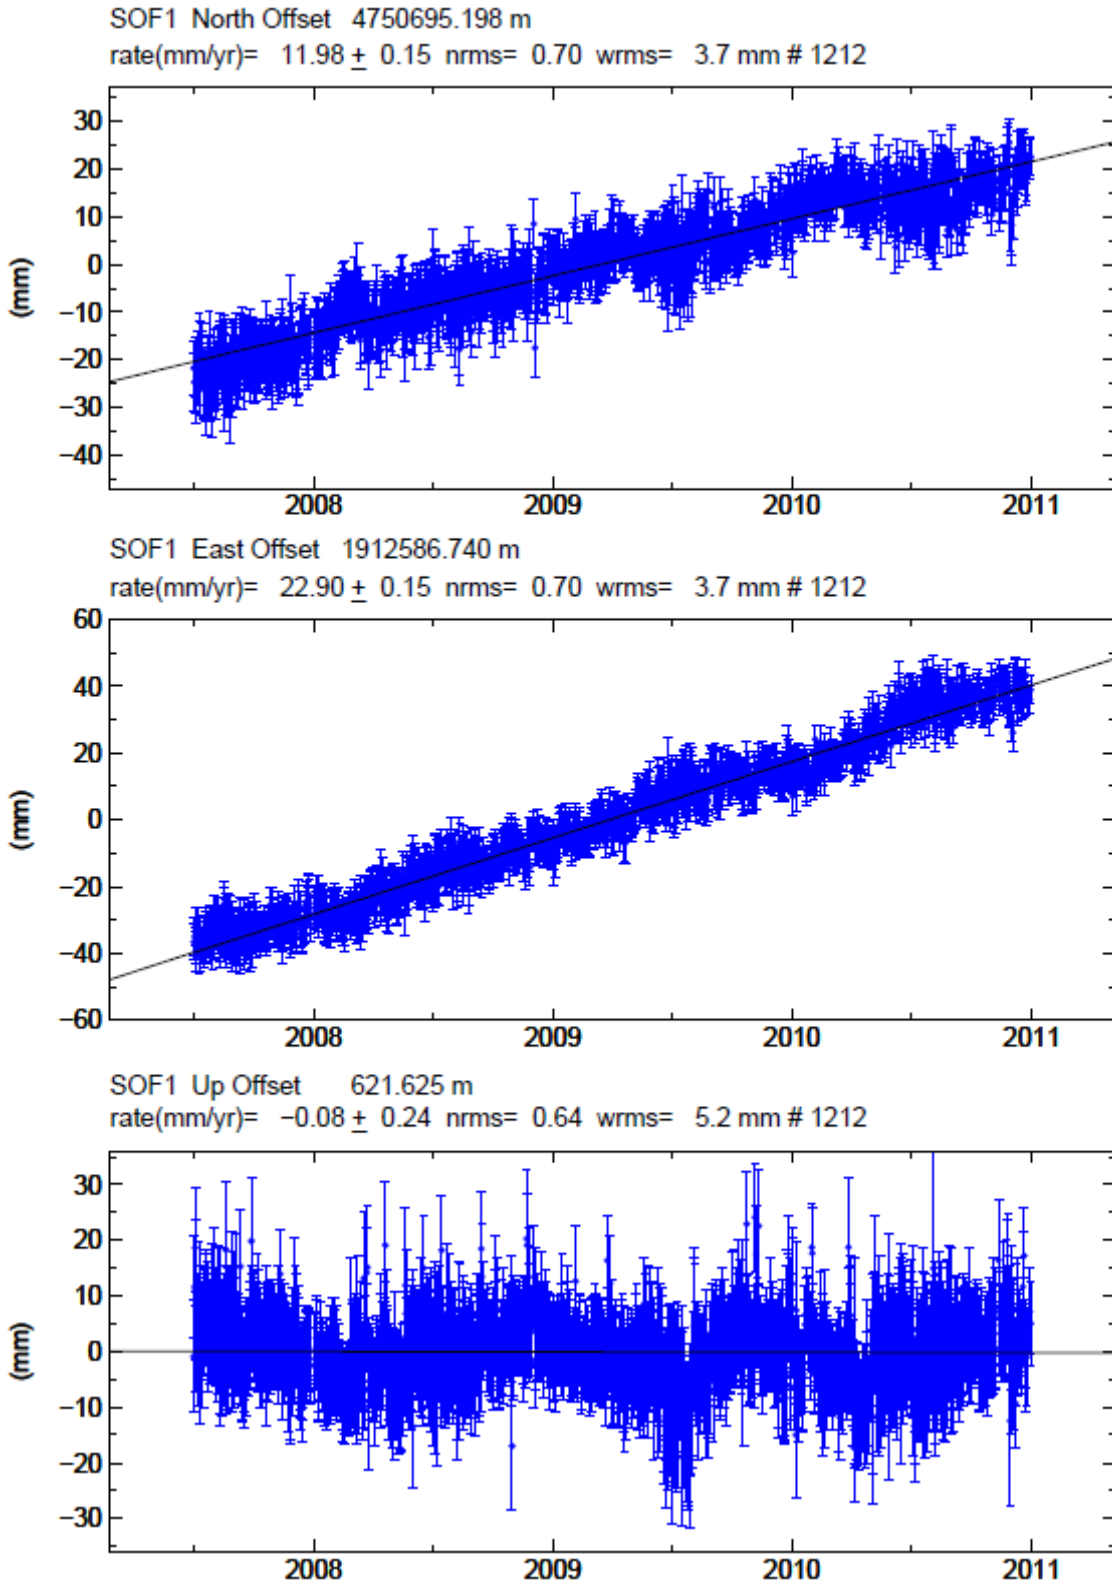 SOF1 North Offset 4750695.198 m
rate(mm/yr)= 11.98 ± 0.15 nrms= 0.70 wrms= 3.7 mm # 1212
30
20
10
0
−10
−20
−30
−40
(mm)
2008 2009 2010 2011
SOF1 East Offset 1912586.740 m
rate(mm/yr)= 22.90 ± 0.15 nrms= 0.70 wrms= 3.7 mm # 1212
60
40
20
0
−20
−40
−60
(mm)
2008 2009 2010 2011
SOF1 Up Offset 621.625 m
rate(mm/yr)= −0.08 ± 0.24 nrms= 0.64 wrms= 5.2 mm # 1212
30
20
10
0
−10
−20
−30
(mm)
2008 2009 2010 2011